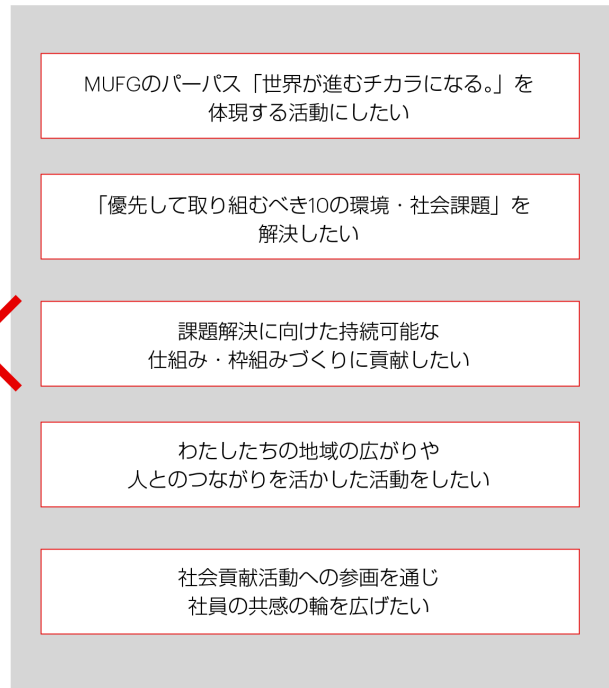 MUFGのパーパス「世界が進むチカラになる。」を
体現する活動にしたい
「優先して取り組むべき10の環境・社会課題」を
解決したい
課題解決に向けた持続可能な
仕組み・枠組みづくりに貢献したい
わたしたちの地域の広がりや
人とのつながりを活かした活動をしたい
社会貢献活動への参画を通じ
社員の共感の輪を広げたい